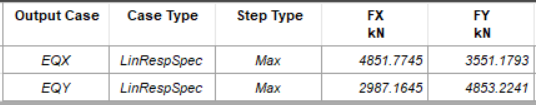 Output Case Case Type Step Type FX FY
kN kN
EQX LinRespSpec Max 4851.7745 3551.1793
EQY LinRespSpec Max 2987.1645 4853.2241